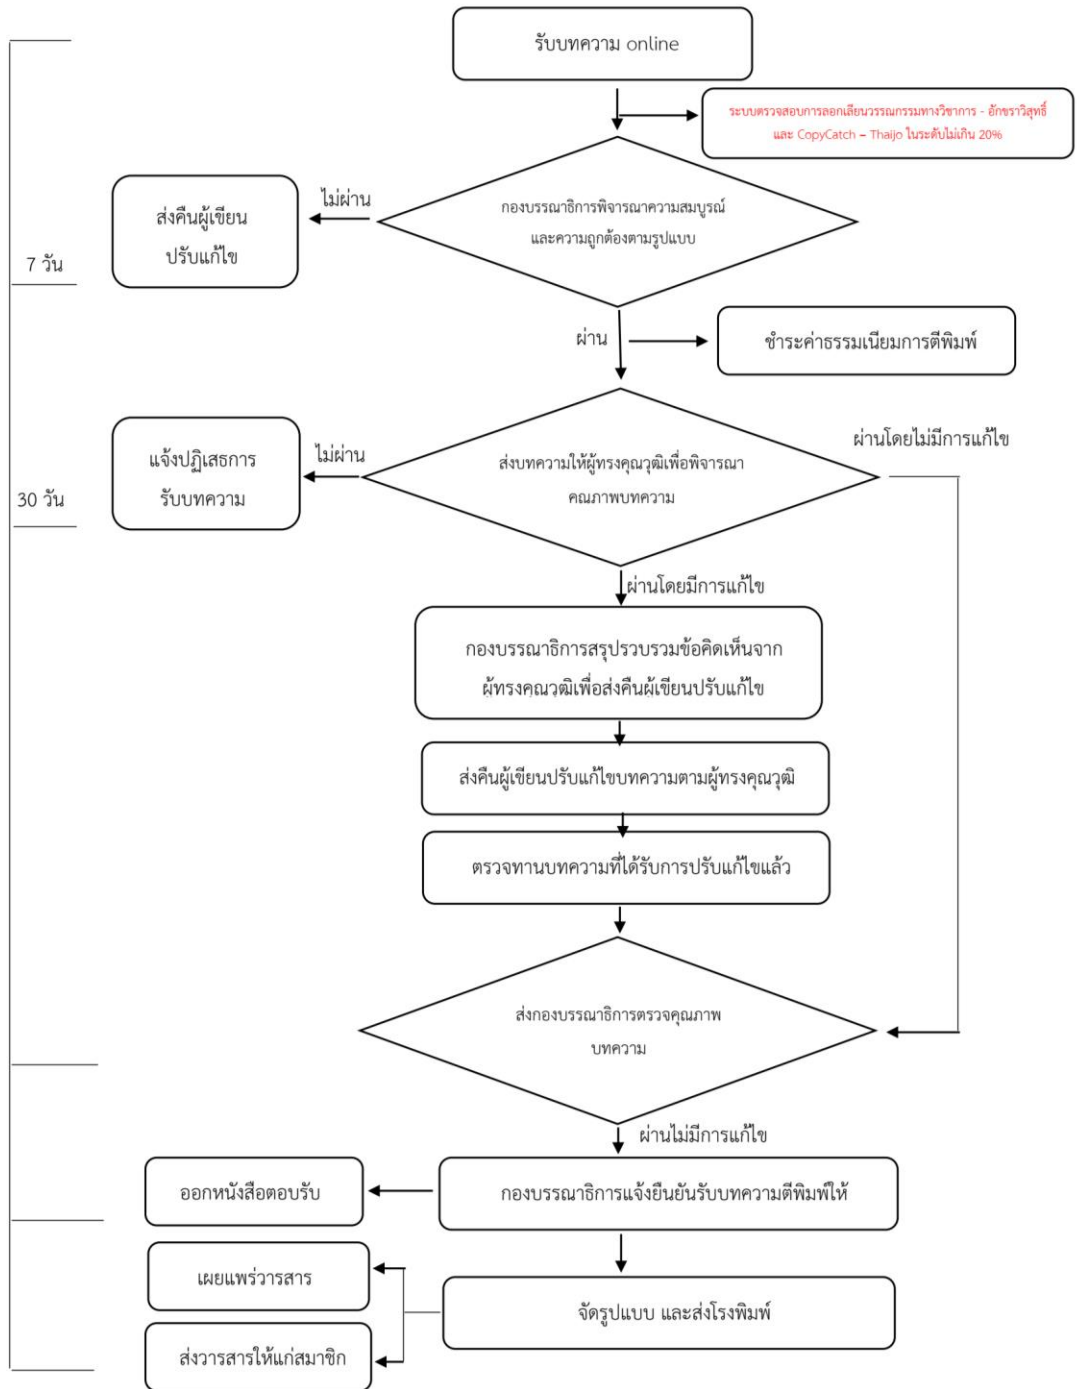 รับบทความ online
ระบบตรวจสอบการลอกเลียนวรรณกรรมทางวิชาการ - อักขราวิสุทธิ์
และ CopyCatch – Thaijo ในระดับไม่เกิน 20%
ไม่ผ่าน
ส่งคืนผู้เขียน
ปรับแก้ไข
กองบรรณาธิการพิจารณาความสมบูรณ์
และความถูกต้องตามรูปแบบ
7 วัน
ผ่าน
ชำระค่าธรรมเนียมการตีพิมพ์
ผ่านโดยไม่มีการแก้ไข
แจ้งปฏิเสธการ
รับบทความ
ไม่ผ่าน
ส่งบทความให้ผู้ทรงคุณวุฒิเพื่อพิจารณา
คุณภาพบทความ
30 วัน
ผ่านโดยมีการแก้ไข
กองบรรณาธิการสรุปรวบรวมข้อคิดเห็นจาก
ผู้ทรงคุณวุฒิเพื่อส่งคืนผู้เขียนปรับแก้ไข
ส่งคืนผู้เขียนปรับแก้ไขบทความตามผู้ทรงคุณวุฒิ
ตรวจทานบทความที่ได้รับการปรับแก้ไขแล้ว
ส่งกองบรรณาธิการตรวจคุณภาพ
บทความ
ผ่านไม่มีการแก้ไข
ออกหนังสือตอบรับ
กองบรรณาธิการแจ้งยืนยันรับบทความตีพิมพ์ให้
เผยแพร่วารสาร
จัดรูปแบบ และส่งโรงพิมพ์
ส่งวารสารให้แก่สมาชิก